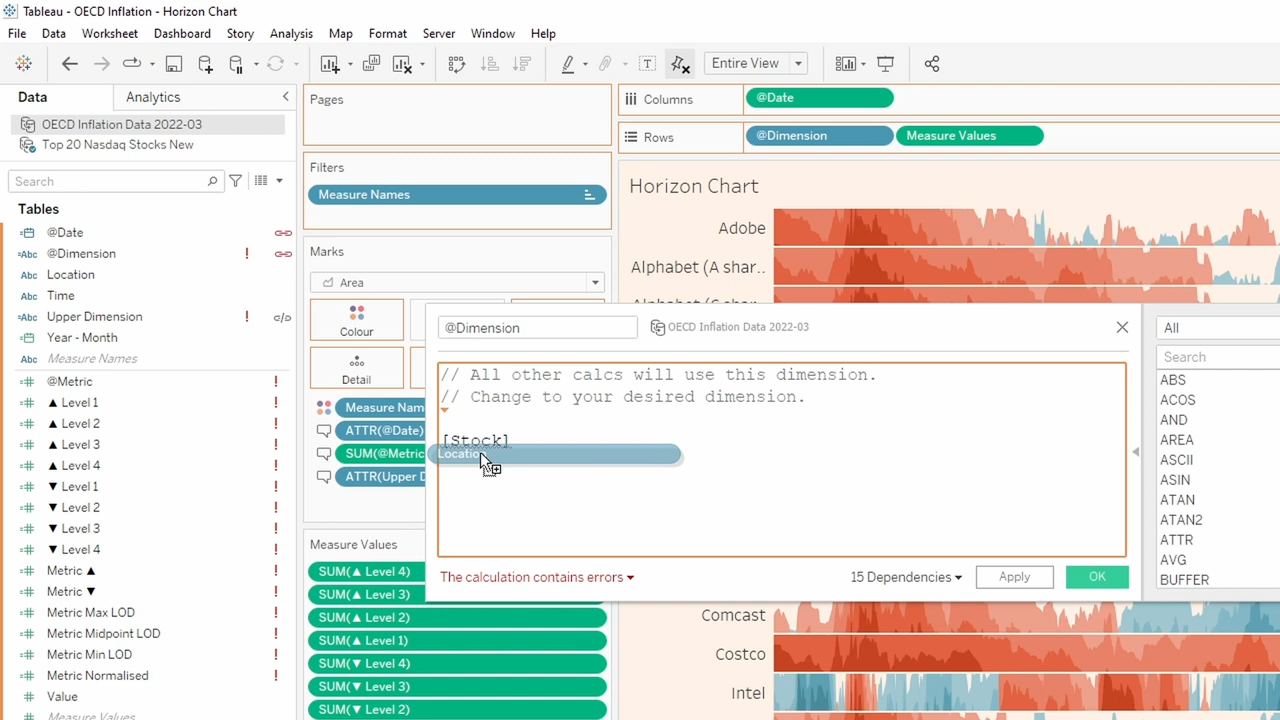 Tableau - OECD Inflation - Horizon Chart
File Data Worksheet Dashboard Story Analysis Map Format Server Window Help
Entire View
Data Analytics
OECD Inflation Data 2022-03
Top 20 Nasdaq Stocks New
Search
Tables
@Date
Abc @Dimension !
Abc Location
Abc Time
Abc Upper Dimension !
Year - Month
Abc Measure Names
@Metric !
▲ Level 1 !
▲ Level 2 !
▲ Level 3 !
▲ Level 4 !
▼ Level 1 !
▼ Level 2 !
▼ Level 3 !
▼ Level 4 !
Metric ▲ !
Metric ▼ !
Metric Max LOD !
Metric Midpoint LOD !
Metric Min LOD !
Metric Normalised !
Value
Measure Values
Pages
Filters
Measure Names
Marks
Area
Colour
Detail
Measure Nam
ATTR(@Date)
SUM(@Metric
ATTR(Upper D
Measure Values
SUM(▲ Level 4)
SUM(▲ Level 3)
SUM(▲ Level 2)
SUM(▲ Level 1)
SUM(▼ Level 4)
SUM(▼ Level 3)
SUM(▼ Level 2)
Columns @Date
Rows @Dimension Measure Values
Horizon Chart
Adobe
Alphabet (A shar..
Alphabet (C shar..
@Dimension OECD Inflation Data 2022-03
// All other calcs will use this dimension.
// Change to your desired dimension.
[Stock]
Location
The calculation contains errors
15 Dependencies Apply OK
All
Search
ABS
ACOS
AND
AREA
ASCII
ASIN
ATAN
ATAN2
ATTR
AVG
BUFFER
Comcast
Costco
Intel